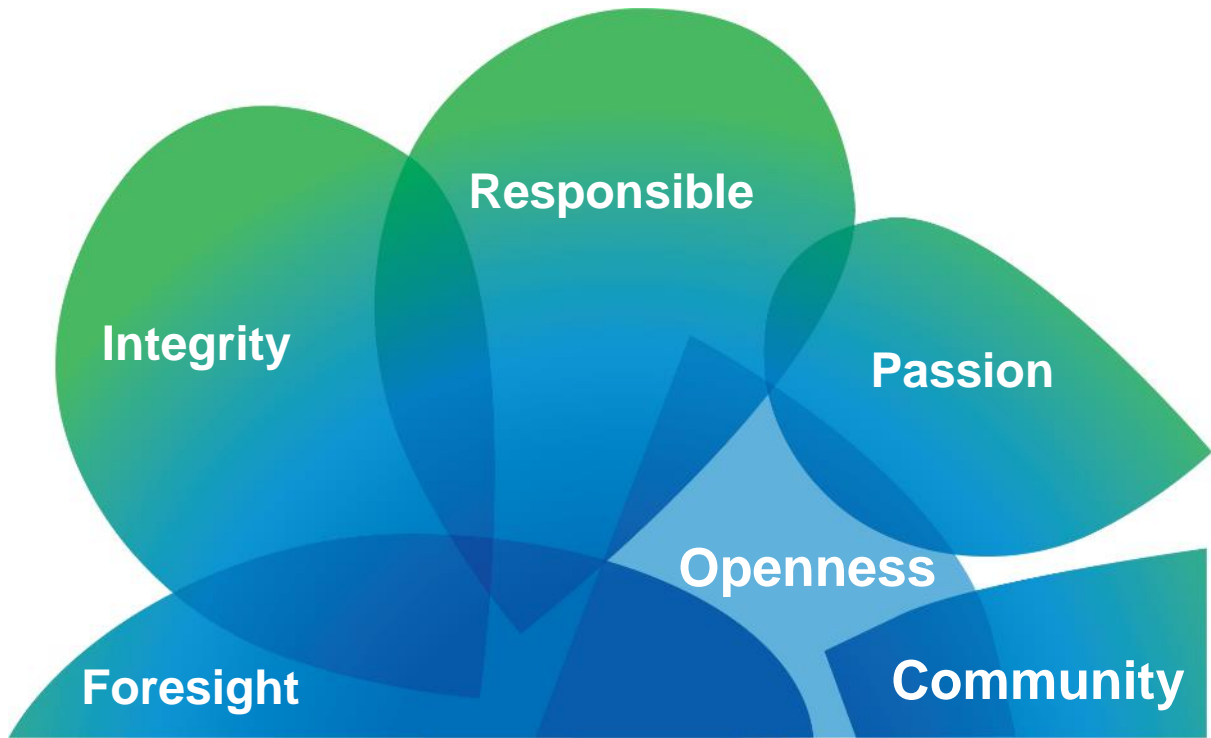 Responsible
Integrity
Passion
Openness
Foresight
Community